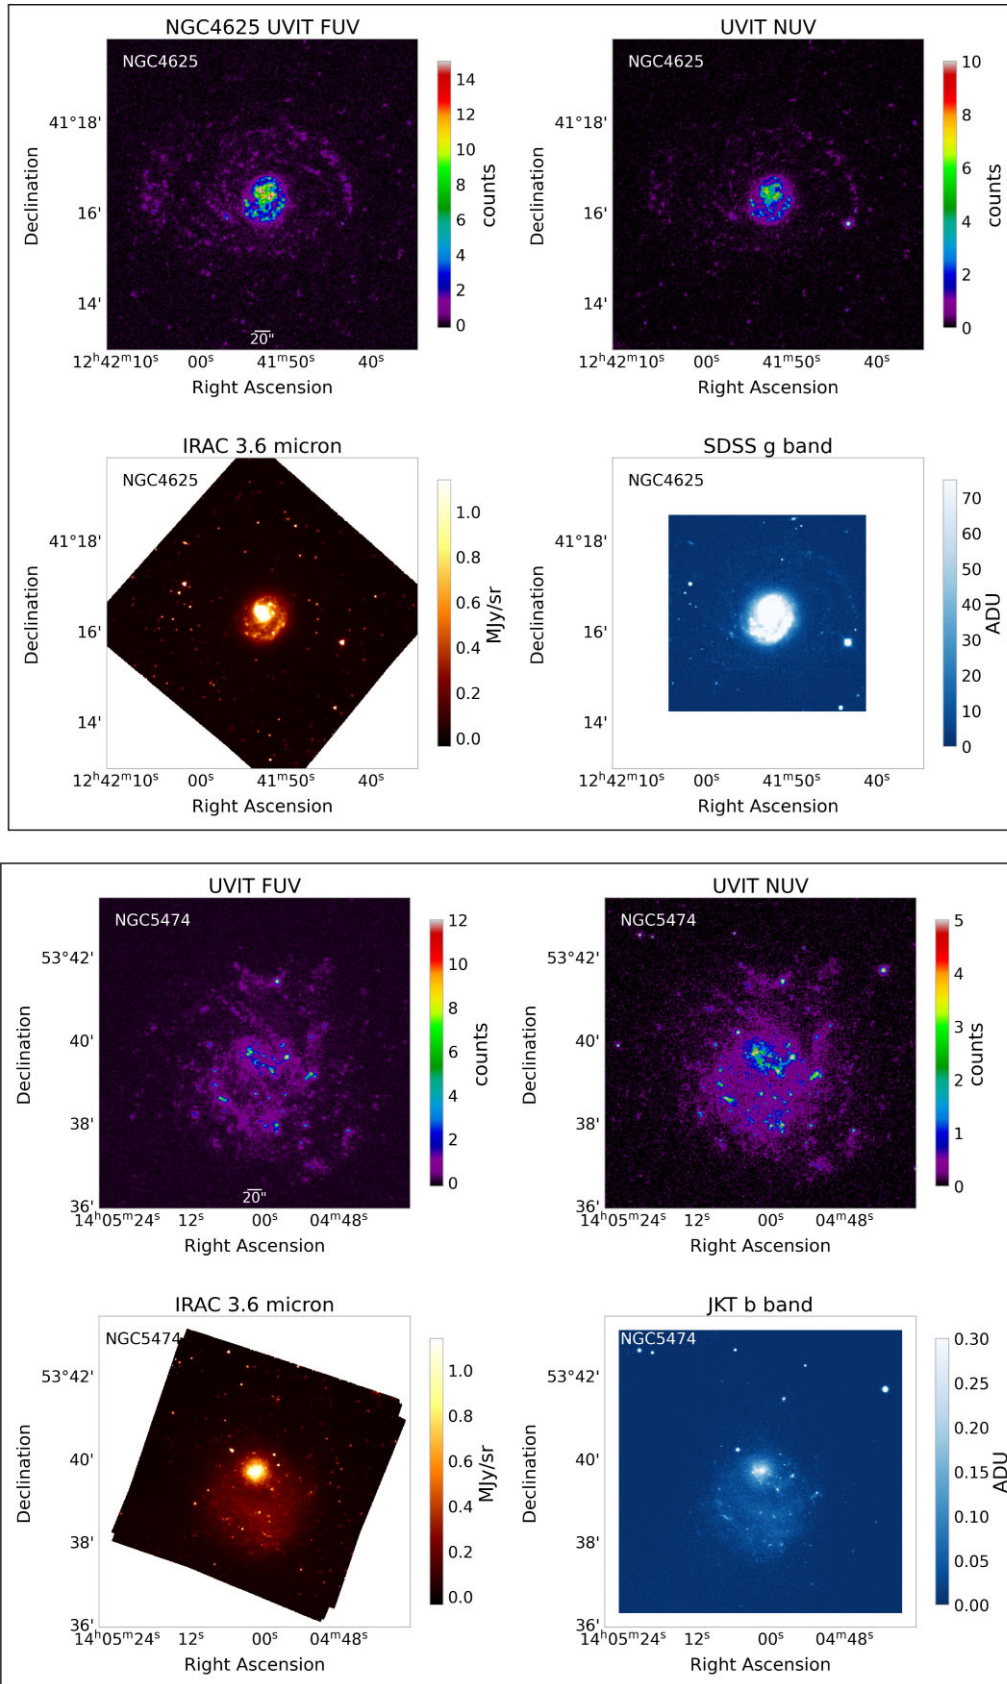 NGC4625 UVIT FUV
NGC4625
41°18'
16'
14'
Declination
12ʰ42ᵐ10ˢ 00ˢ 41ᵐ50ˢ 40ˢ
Right Ascension
20"
14
12
10
8
6
4
2
0
counts
UVIT NUV
NGC4625
41°18'
16'
14'
Declination
12ʰ42ᵐ10ˢ 00ˢ 41ᵐ50ˢ 40ˢ
Right Ascension
10
8
6
4
2
0
counts
IRAC 3.6 micron
NGC4625
41°18'
16'
14'
Declination
12ʰ42ᵐ10ˢ 00ˢ 41ᵐ50ˢ 40ˢ
Right Ascension
1.0
0.8
0.6
0.4
0.2
0.0
MJy/sr
SDSS g band
NGC4625
41°18'
16'
14'
Declination
12ʰ42ᵐ10ˢ 00ˢ 41ᵐ50ˢ 40ˢ
Right Ascension
70
60
50
40
30
20
10
0
ADU
UVIT FUV
NGC5474
53°42'
40'
38'
36'
Declination
14ʰ05ᵐ24ˢ 12ˢ 00ˢ 04ᵐ48ˢ
Right Ascension
20"
12
10
8
6
4
2
0
counts
UVIT NUV
NGC5474
53°42'
40'
38'
36'
Declination
14ʰ05ᵐ24ˢ 12ˢ 00ˢ 04ᵐ48ˢ
Right Ascension
5
4
3
2
1
0
counts
IRAC 3.6 micron
NGC5474
53°42'
40'
38'
36'
Declination
14ʰ05ᵐ24ˢ 12ˢ 00ˢ 04ᵐ48ˢ
Right Ascension
1.0
0.8
0.6
0.4
0.2
0.0
MJy/sr
JKT b band
NGC5474
53°42'
40'
38'
36'
Declination
14ʰ05ᵐ24ˢ 12ˢ 00ˢ 04ᵐ48ˢ
Right Ascension
0.30
0.25
0.20
0.15
0.10
0.05
0.00
ADU